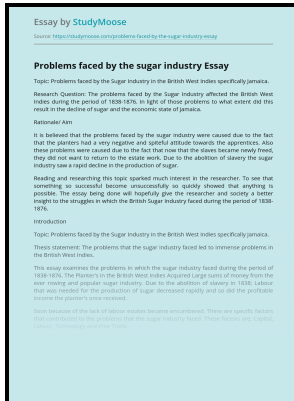 Essay by StudyMoose
Source: https://studymoose.com/problems-faced-by-the-sugar-industry-essay
Problems faced by the sugar industry Essay
Topic: Problems faced by the Sugar Industry in the British West Indies specifically Jamaica.
Research Question: The problems faced by the Sugar Industry affected the British West
Indies during the period of 1838-1876. In light of those problems to what extent did this
result in the decline of sugar and the economic state of Jamaica.
Rationale/ Aim
It is believed that the problems faced by the sugar industry were caused due to the fact
that the planters had a very negative and spiteful attitude towards the apprentices. Also
these problems were caused due to the fact that now that the slaves became newly freed,
they did not want to return to the estate work. Due to the abolition of slavery the sugar
industry saw a rapid decline in the production of sugar.
Reading and researching this topic sparked much interest in the researcher. To see that
something so successful become unsuccessful so quickly showed that anything is
possible. The essay being done will hopefully give the researcher and society a better
insight to the struggles in which the British Sugar Industry faced during the period of 1838-
1876.
Introduction
Topic: Problems faced by the Sugar Industry in the British West Indies specifically Jamaica.
Thesis statement: The problems that the sugar industry faced led to immense problems in
the British West Indies.
This essay examines the problems in which the sugar industry faced during the period of
1838-1876. The Planter's in the British West Indies Acquired Large sums of money from the
ever rowing and popular sugar industry. Due to the abolition of slavery in 1838; Labour
that was needed for the production of sugar decreased rapidly and so did the profitable
income the planter's once received.